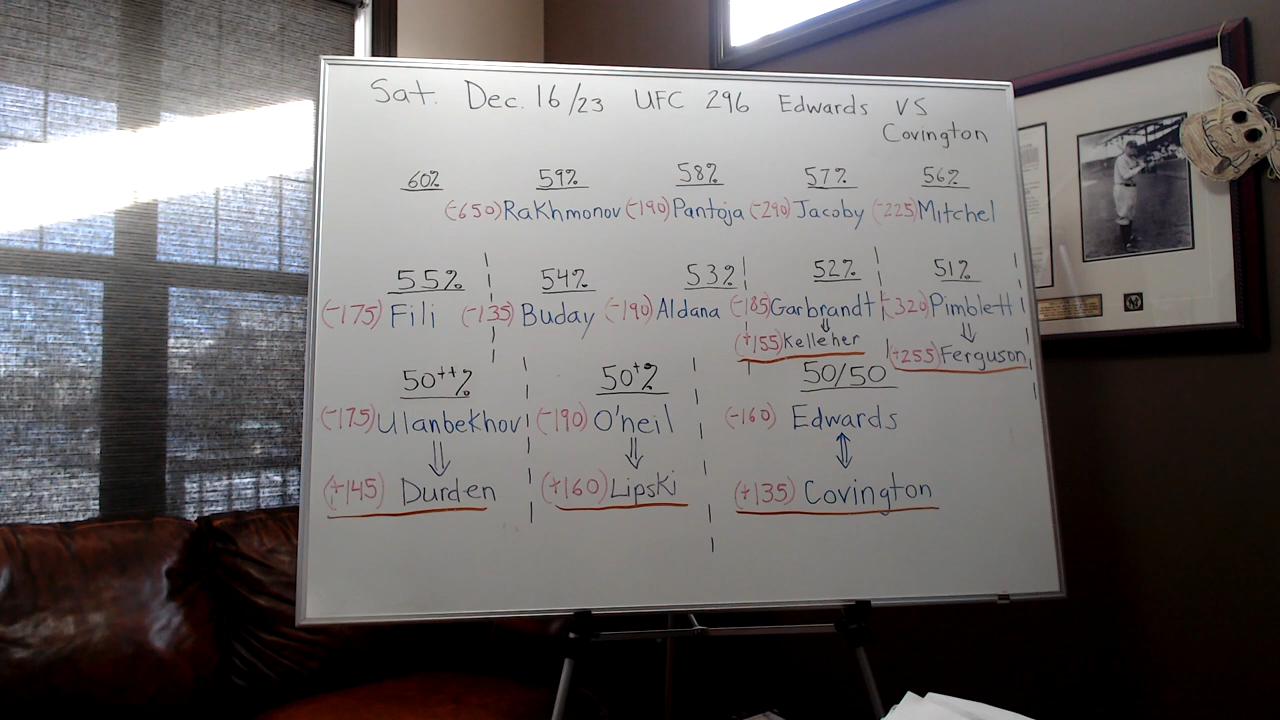 Sat. Dec. 16/23 UFC 296 Edwards VS
Covington
60% 59% 58% 57% 56%
(-650) Rakhmonov (-190) Pantoja (-290) Jacoby (-225) Mitchel
55% 54% 53% 52% 51%
(-175) Fili (-135) Buday (-190) Aldana (-185) Garbrandt (-320) Pimblett
⇓ ⇓
(+155) Kelleher (+255) Ferguson
50++% 50+% 50/50
(-175) Ulanbekhov (-190) O'neil (-160) Edwards
⇓ ⇓ ⇕
(+145) Durden (+160) Lipski (+135) Covington